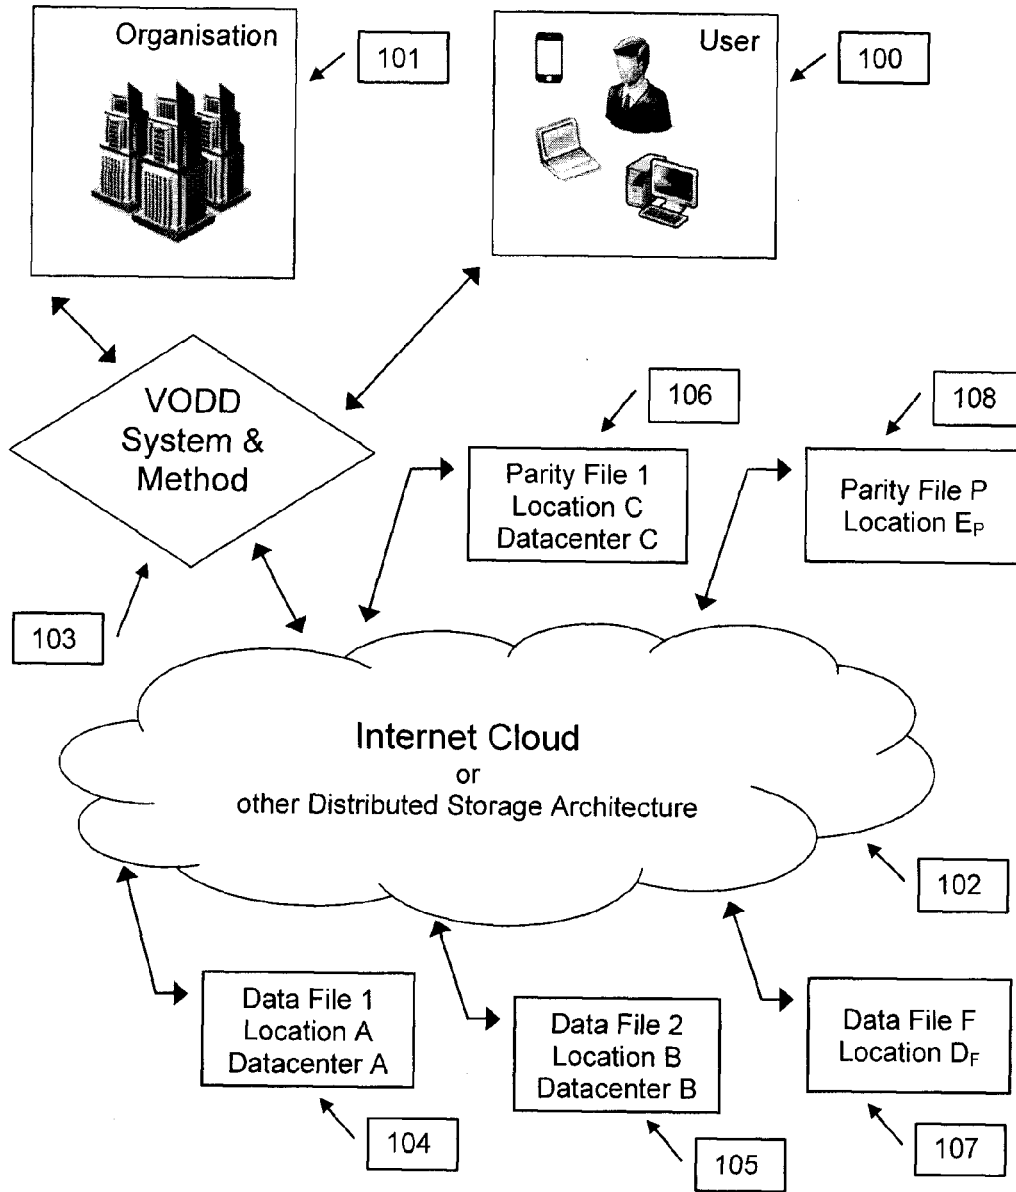 Organisation
101
User
100
VODD
System &
Method
103
106
Parity File 1
Location C
Datacenter C
108
Parity File P
Location E_P
Internet Cloud
or
other Distributed Storage Architecture
102
Data File 1
Location A
Datacenter A
104
Data File 2
Location B
Datacenter B
105
Data File F
Location D_F
107